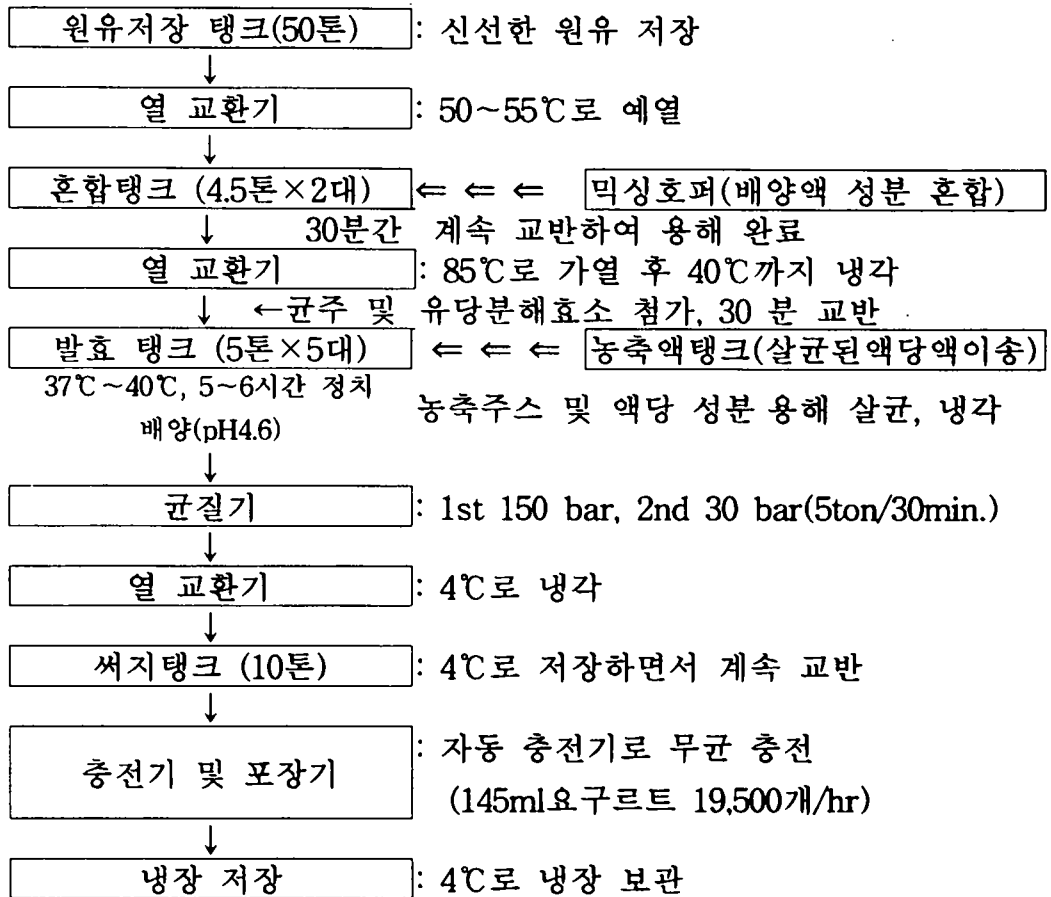 원유저장 탱크(50톤) : 신선한 원유 저장
↓
열 교환기 : 50~55℃로 예열
↓
혼합탱크 (4.5톤×2대) ⇐ ⇐ ⇐ 믹싱호퍼(배양액 성분 혼합)
↓ 30분간 계속 교반하여 용해 완료
열 교환기 : 85℃로 가열 후 40℃까지 냉각
↓ ←균주 및 유당분해효소 첨가, 30 분 교반
발효 탱크 (5톤×5대) ⇐ ⇐ ⇐ 농축액탱크(살균된액당액이송)
37℃~40℃, 5~6시간 정치
농축주스 및 액당 성분 용해 살균, 냉각
배양(pH4.6)
↓
균질기 : 1st 150 bar, 2nd 30 bar(5ton/30min.)
↓
열 교환기 : 4℃로 냉각
↓
써지탱크 (10톤) : 4℃로 저장하면서 계속 교반
↓
충전기 및 포장기 : 자동 충전기로 무균 충전
(145ml요구르트 19,500개/hr)
↓
냉장 저장 : 4℃로 냉장 보관